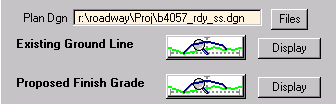 Plan Dgn r:\roadway\Proj\b4057_rdy_ss.dgn Files
Existing Ground Line Display
Proposed Finish Grade Display